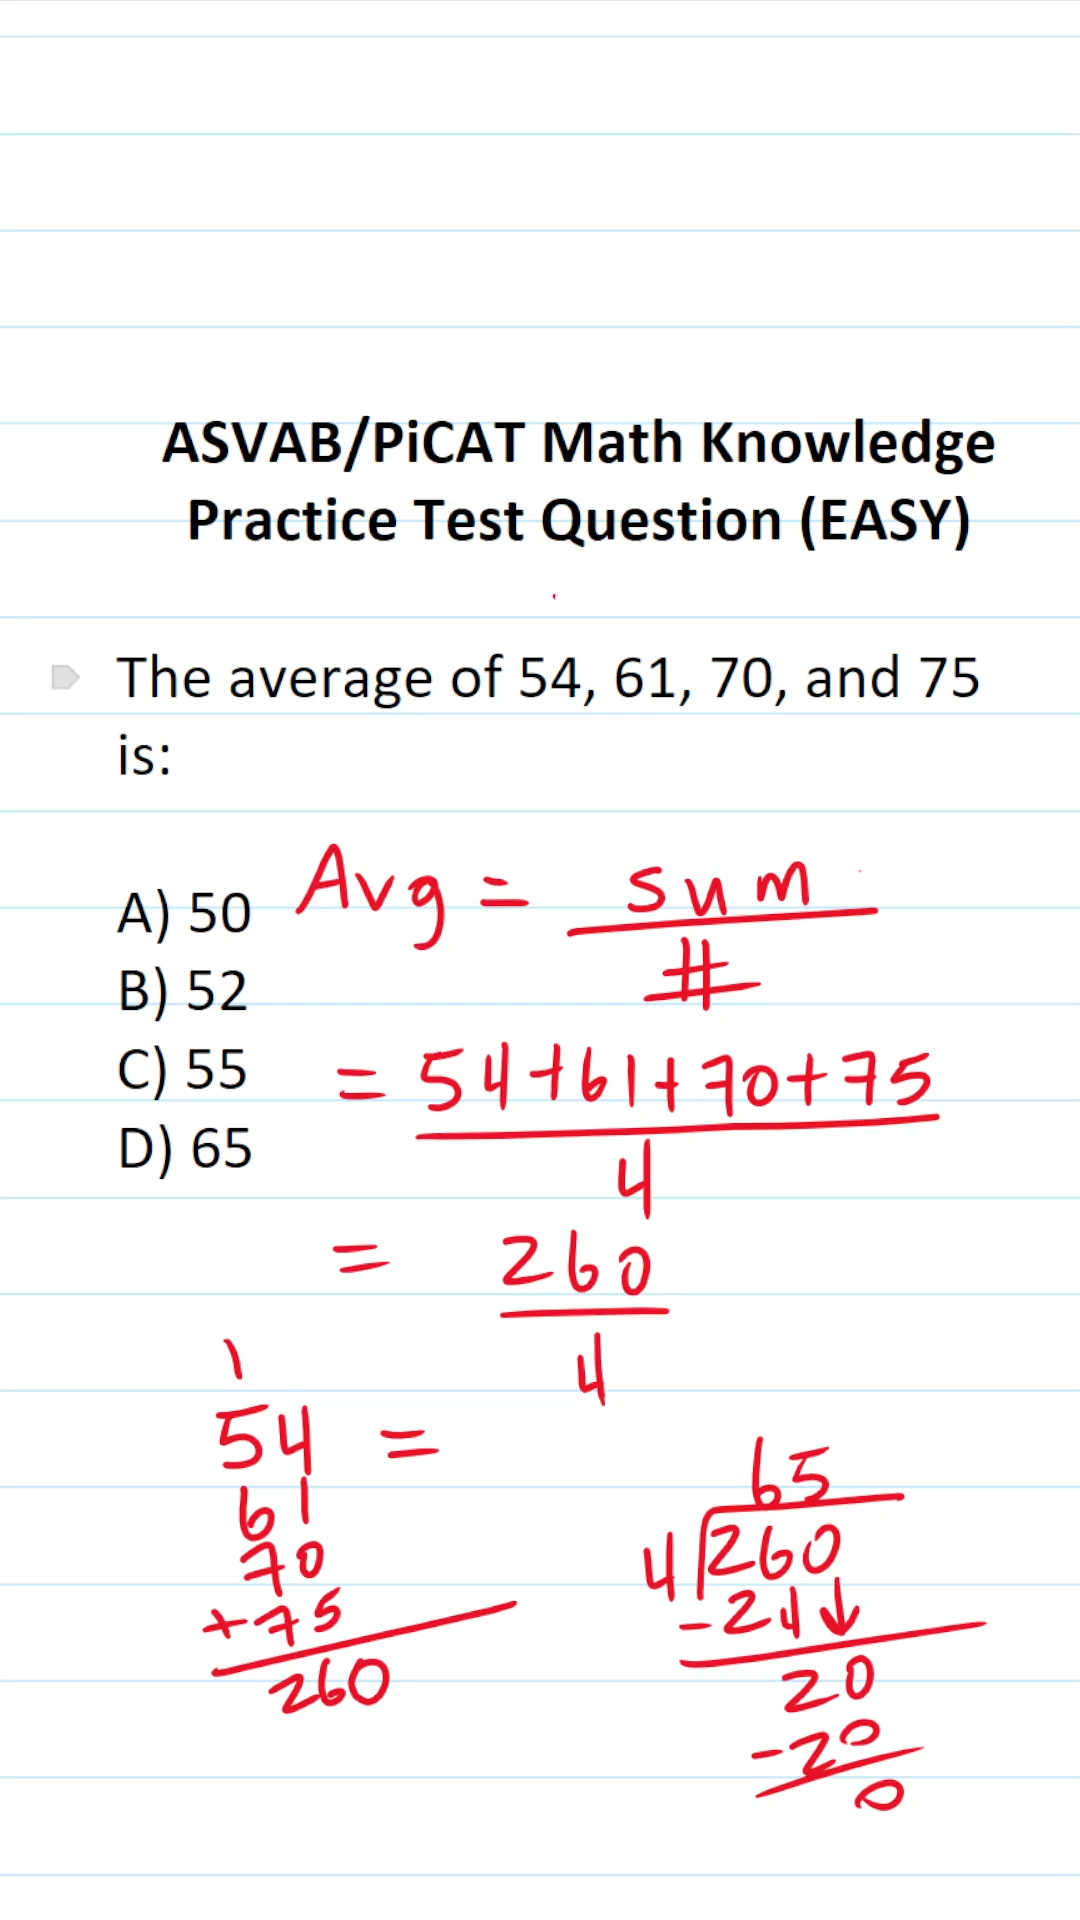 ASVAB/PiCAT Math Knowledge
Practice Test Question (EASY)
The average of 54, 61, 70, and 75
is:
A) 50
B) 52
C) 55
D) 65
Avg = sum
#
= 54+61+70+75
4
= 260
4
1
54 =
61
70
+75
260
65
4 260
-24↓
20
-20
0